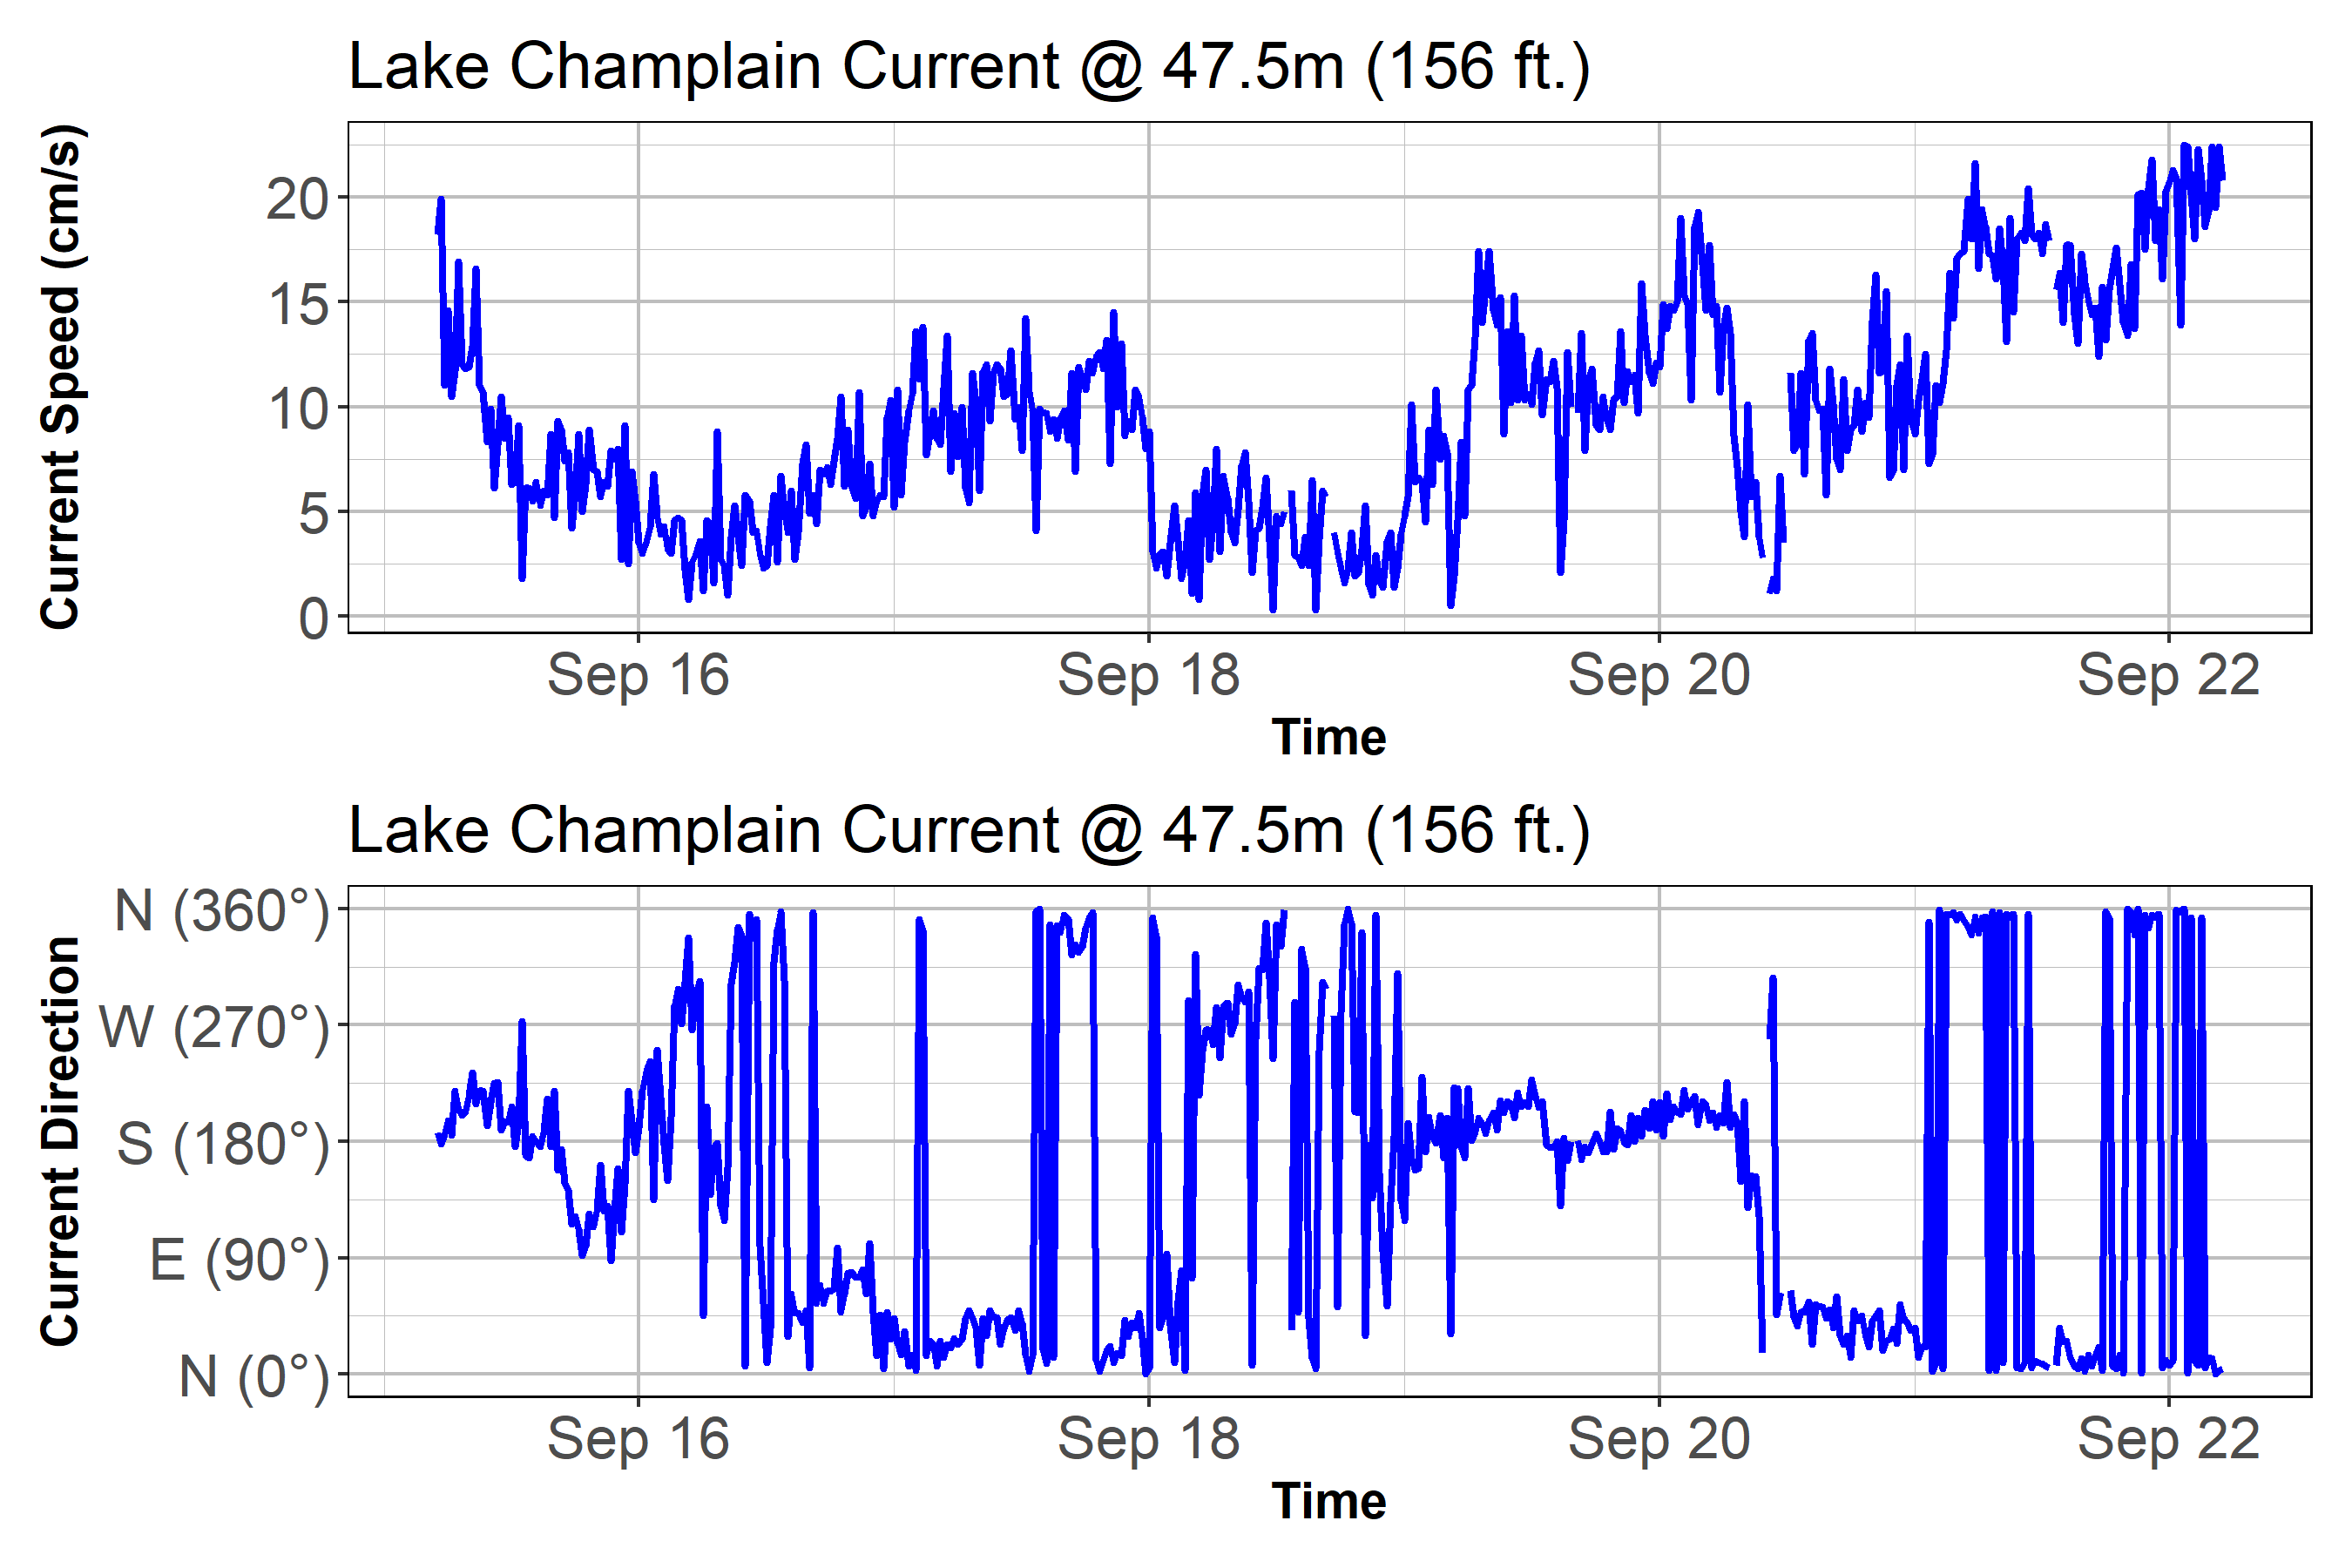 Lake Champlain Current @ 47.5m (156 ft.)
Current Speed (cm/s)
20
15
10
5
0
Sep 16 Sep 18 Sep 20 Sep 22
Time
Lake Champlain Current @ 47.5m (156 ft.)
Current Direction
N (360°)
W (270°)
S (180°)
E (90°)
N (0°)
Sep 16 Sep 18 Sep 20 Sep 22
Time